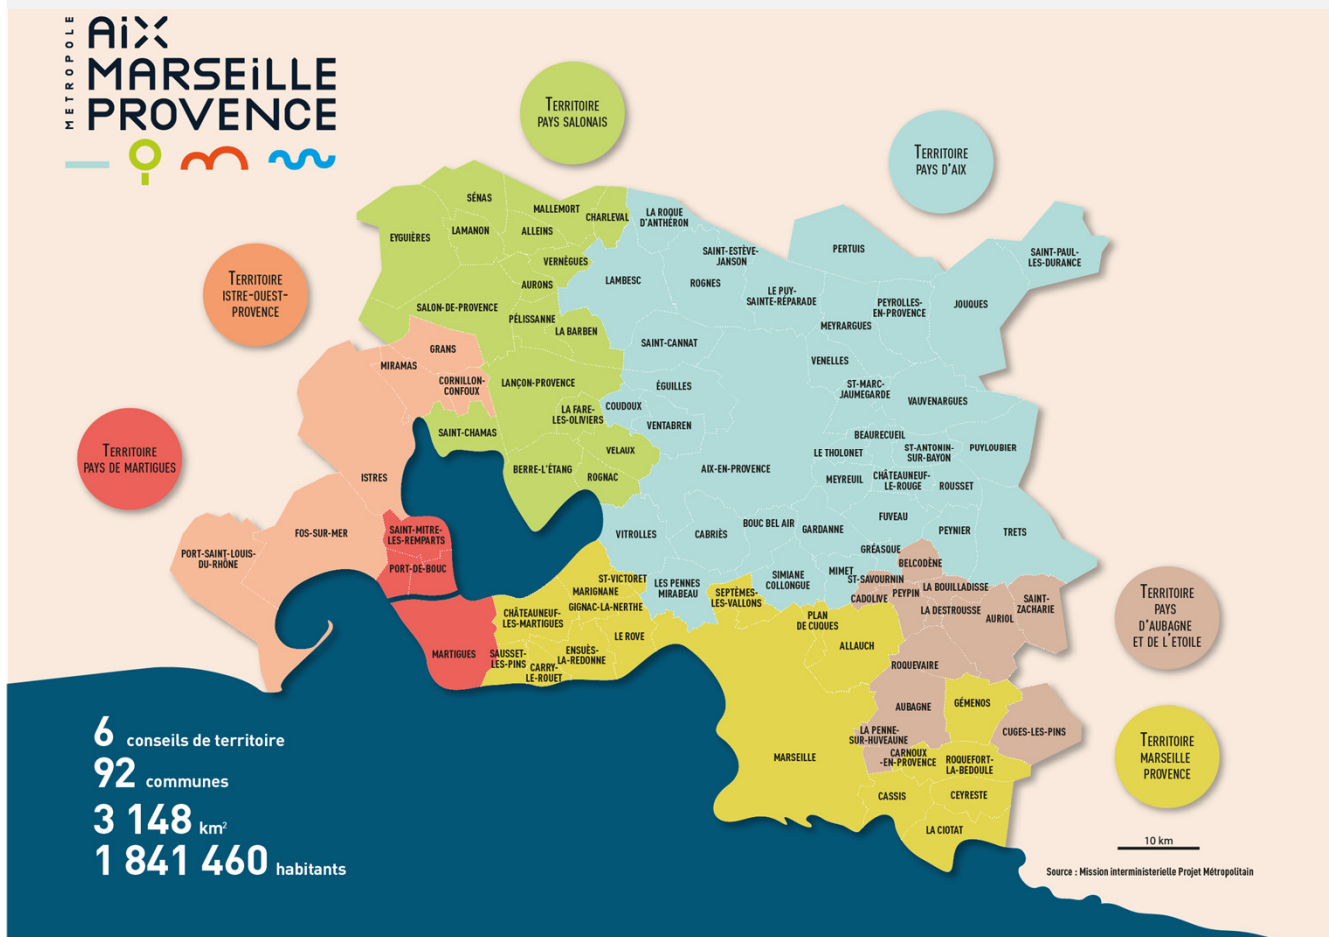 METROPOLE
AiX
MARSEiLLE
PROVENCE
TERRITOIRE
PAYS SALONAIS
TERRITOIRE
PAYS D'AIX
TERRITOIRE
ISTRE-OUEST-
PROVENCE
TERRITOIRE
PAYS DE MARTIGUES
TERRITOIRE
PAYS
D'AUBAGNE
ET DE L'ETOILE
TERRITOIRE
MARSEILLE
PROVENCE
SÉNAS
MALLEMORT
CHARLEVAL
LAMANON
ALLEINS
EYGUIÈRES
VERNÈGUES
AURONS
SALON-DE-PROVENCE
PÉLISSANNE
LA BARBEN
LANÇON-PROVENCE
LA FARE-
LES-OLIVIERS
SAINT-CHAMAS
VELAUX
BERRE-L'ÉTANG
ROGNAC
GRANS
MIRAMAS
CORNILLON-
CONFOUX
ISTRES
FOS-SUR-MER
PORT-SAINT-LOUIS-
DU-RHÔNE
SAINT-MITRE-
LES-REMPARTS
PORT-DE-BOUC
MARTIGUES
LA ROQUE
D'ANTHÉRON
SAINT-ESTÈVE-
JANSON
PERTUIS
SAINT-PAUL-
LES-DURANCE
LAMBESC
ROGNES
LE PUY-
SAINTE-RÉPARADE
PEYROLLES-
EN-PROVENCE
JOUQUES
MEYRARGUES
SAINT-CANNAT
VENELLES
ÉGUILLES
ST-MARC-
JAUMEGARDE
VAUVENARGUES
COUDOUX
VENTABREN
BEAURECUEIL
LE THOLONET
ST-ANTONIN-
SUR-BAYON
PUYLOUBIER
AIX-EN-PROVENCE
MEYREUIL
CHÂTEAUNEUF-
LE-ROUGE
ROUSSET
VITROLLES
CABRIÈS
BOUC BEL AIR
GARDANNE
FUVEAU
PEYNIER
TRETS
GRÉASQUE
MIMET
SIMIANE
COLLONGUE
LES PENNES
MIRABEAU
BELCODÈNE
ST-SAVOURNIN
CADOLIVE
PEYPIN
LA BOUILLADISSE
LA DESTROUSSE
AURIOL
SAINT-
ZACHARIE
ROQUEVAIRE
AUBAGNE
LA PENNE-
SUR-HUVEAUNE
CUGES-LES-PINS
ST-VICTORET
MARIGNANE
GIGNAC-LA-NERTHE
CHÂTEAUNEUF-
LES-MARTIGUES
LE ROVE
SAUSSET-
LES-PINS
ENSUÈS-
LA-REDONNE
CARRY-
LE-ROUET
SEPTÈMES-
LES-VALLONS
PLAN
DE CUQUES
ALLAUCH
MARSEILLE
GÉMENOS
CARNOUX
-EN-PROVENCE
ROQUEFORT-
LA-BEDOULE
CASSIS
CEYRESTE
LA CIOTAT
6 conseils de territoire
92 communes
3 148 km²
1 841 460 habitants
10 km
Source : Mission interministerielle Projet Métropolitain